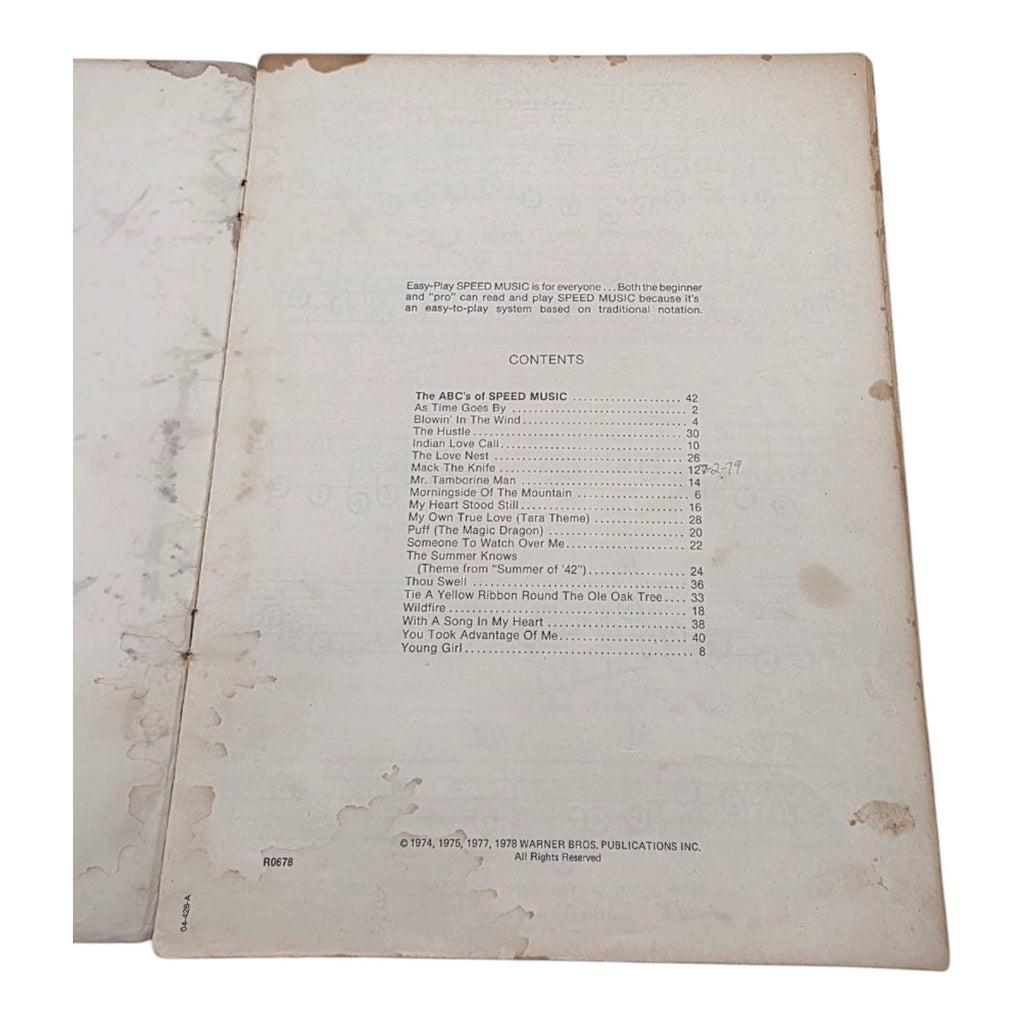 Easy-Play SPEED MUSIC is for everyone . . . Both the beginner
and "pro" can read and play SPEED MUSIC because it's
an easy-to-play system based on traditional notation.
CONTENTS
The ABC's of SPEED MUSIC . . . . . . . . . . . . . . . . . . . . 42
As Time Goes By . . . . . . . . . . . . . . . . . . . . . . . . . . . . 2
Blowin' In The Wind . . . . . . . . . . . . . . . . . . . . . . . . . . 4
The Hustle . . . . . . . . . . . . . . . . . . . . . . . . . . . . . . . . . 30
Indian Love Call . . . . . . . . . . . . . . . . . . . . . . . . . . . . . 10
The Love Nest . . . . . . . . . . . . . . . . . . . . . . . . . . . . . . 26
Mack The Knife . . . . . . . . . . . . . . . . . . . . . . . . . . . . . 12
Mr. Tamborine Man . . . . . . . . . . . . . . . . . . . . . . . . . . 14
Morningside Of The Mountain . . . . . . . . . . . . . . . . . . 6
My Heart Stood Still . . . . . . . . . . . . . . . . . . . . . . . . . . 16
My Own True Love (Tara Theme) . . . . . . . . . . . . . . . 28
Puff (The Magic Dragon) . . . . . . . . . . . . . . . . . . . . . . 20
Someone To Watch Over Me . . . . . . . . . . . . . . . . . . . 22
The Summer Knows
(Theme from "Summer of '42") . . . . . . . . . . . . . . . . . 24
Thou Swell . . . . . . . . . . . . . . . . . . . . . . . . . . . . . . . . . 36
Tie A Yellow Ribbon Round The Ole Oak Tree . . . . 33
Wildfire . . . . . . . . . . . . . . . . . . . . . . . . . . . . . . . . . . . . 18
With A Song In My Heart . . . . . . . . . . . . . . . . . . . . . . 38
You Took Advantage Of Me . . . . . . . . . . . . . . . . . . . . 40
Young Girl . . . . . . . . . . . . . . . . . . . . . . . . . . . . . . . . . . 8
© 1974, 1975, 1977, 1978 WARNER BROS. PUBLICATIONS INC.
All Rights Reserved
R0678
04-428-A